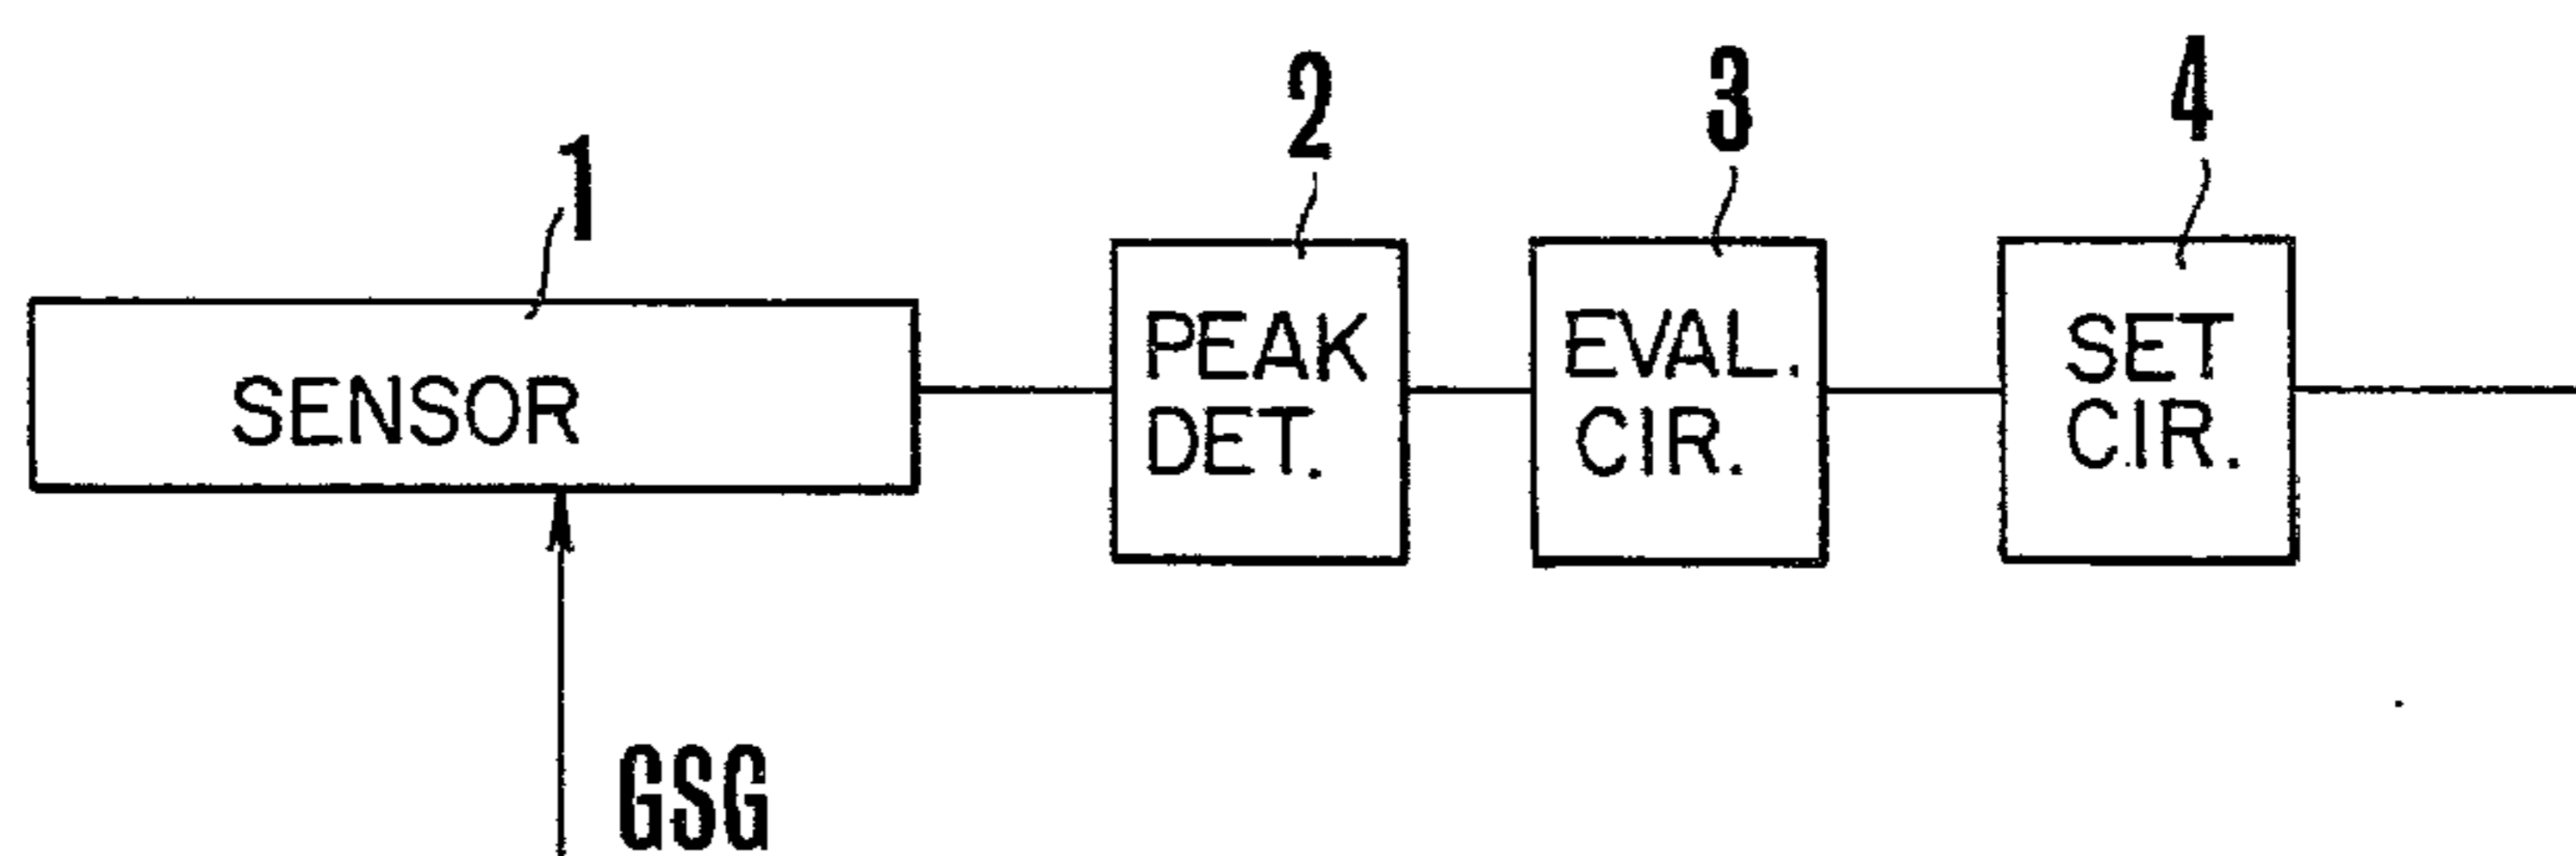 1
2
3
4
SENSOR
PEAK
DET.
EVAL.
CIR.
SET
CIR.
GSG